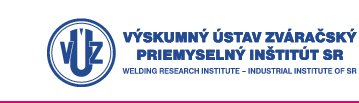 VÚZ
VÝSKUMNÝ ÚSTAV ZVÁRAČSKÝ
PRIEMYSELNÝ INŠTITÚT SR
WELDING RESEARCH INSTITUTE – INDUSTRIAL INSTITUTE OF SR